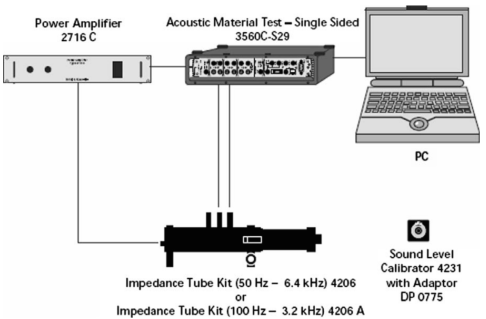 Power Amplifier
2716 C
Acoustic Material Test – Single Sided
3560C-S29
PC
Impedance Tube Kit (50 Hz – 6.4 kHz) 4206
or
Impedance Tube Kit (100 Hz – 3.2 kHz) 4206 A
Sound Level
Calibrator 4231
with Adaptor
DP 0775